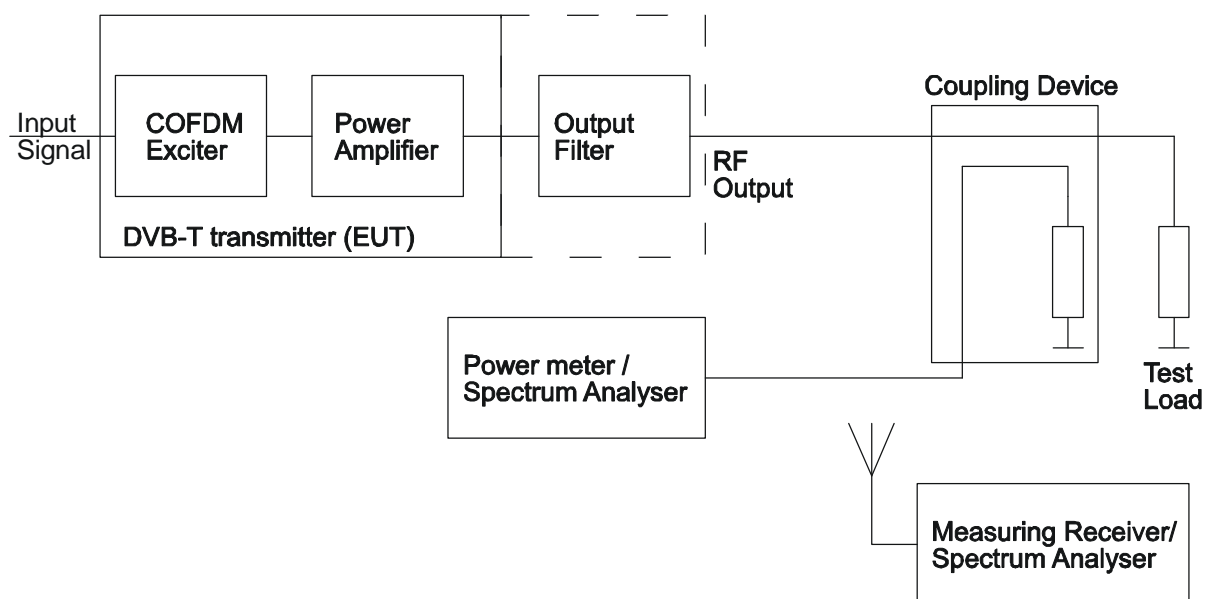 Input
Signal
COFDM
Exciter
Power
Amplifier
Output
Filter
RF
Output
DVB-T transmitter (EUT)
Coupling Device
Power meter /
Spectrum Analyser
Test
Load
Measuring Receiver/
Spectrum Analyser